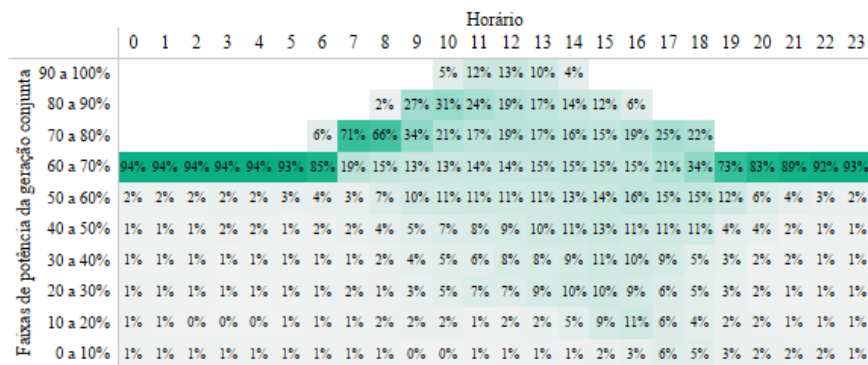 Horário
0 1 2 3 4 5 6 7 8 9 10 11 12 13 14 15 16 17 18 19 20 21 22 23
Faixas de potência da geração conjunta
90 a 100% 5% 12% 13% 10% 4%
80 a 90% 2% 27% 31% 24% 19% 17% 14% 12% 6%
70 a 80% 6% 71% 66% 34% 21% 17% 19% 17% 16% 15% 19% 25% 22%
60 a 70% 94% 94% 94% 94% 94% 93% 85% 19% 15% 13% 13% 14% 14% 15% 15% 15% 15% 21% 34% 73% 83% 89% 92% 93%
50 a 60% 2% 2% 2% 2% 2% 3% 4% 3% 7% 10% 11% 11% 11% 11% 13% 14% 16% 15% 15% 12% 6% 4% 3% 2%
40 a 50% 1% 1% 1% 2% 2% 1% 2% 2% 4% 5% 7% 8% 9% 10% 11% 13% 11% 11% 11% 4% 4% 2% 1% 1%
30 a 40% 1% 1% 1% 1% 1% 1% 1% 1% 2% 4% 5% 6% 8% 8% 9% 11% 10% 9% 5% 3% 2% 2% 1% 1%
20 a 30% 1% 1% 1% 1% 1% 1% 1% 2% 1% 3% 5% 7% 7% 9% 10% 10% 9% 6% 5% 3% 2% 1% 1% 1%
10 a 20% 1% 1% 0% 0% 0% 1% 1% 1% 2% 2% 2% 1% 2% 2% 5% 9% 11% 6% 4% 2% 2% 1% 1% 1%
0 a 10% 1% 1% 1% 1% 1% 1% 1% 1% 1% 0% 0% 1% 1% 1% 1% 2% 3% 6% 5% 3% 2% 2% 2% 1%